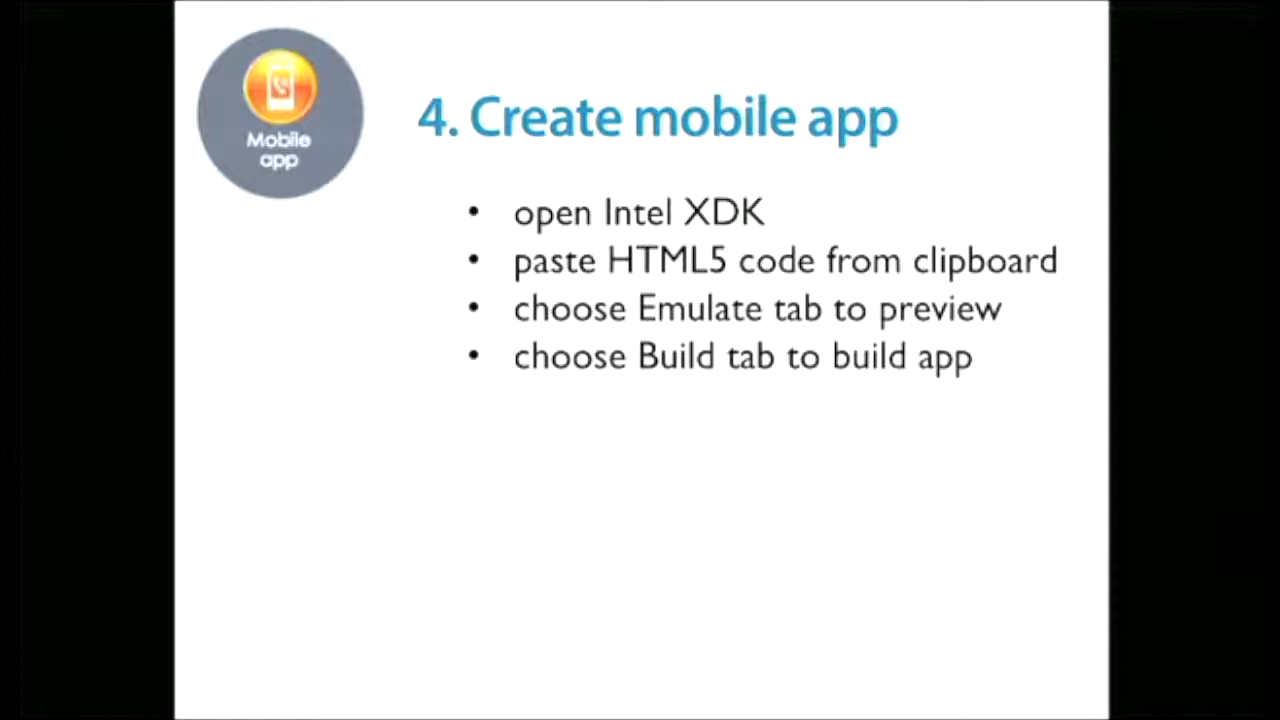 Mobile
app
4. Create mobile app
• open Intel XDK
• paste HTML5 code from clipboard
• choose Emulate tab to preview
• choose Build tab to build app